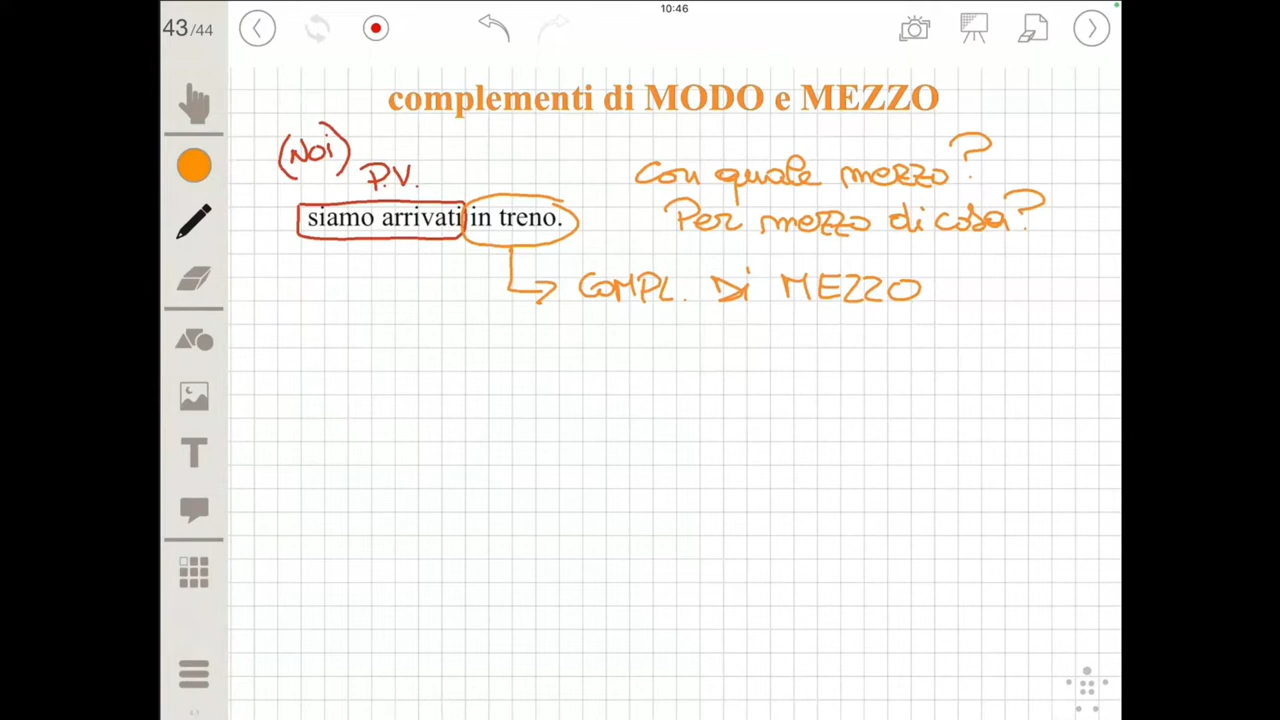 10:46
43/44
complementi di MODO e MEZZO
(Noi)
P.V.
Con quale mezzo?
siamo arrivati in treno.
Per mezzo di cosa?
COMPL. Di MEZZO
T